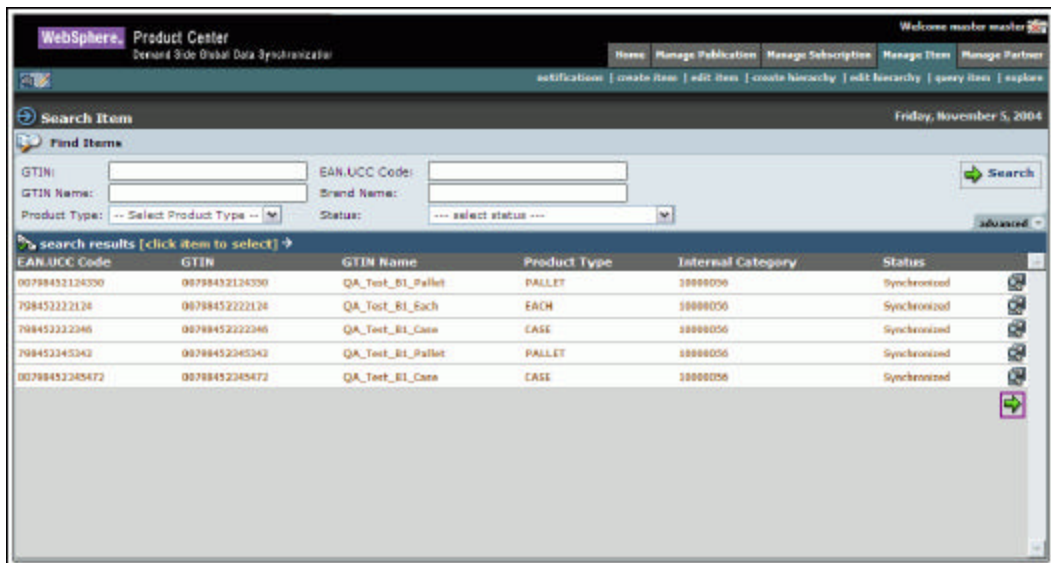 Welcome master master
WebSphere. Product Center
Demand Side Global Data Synchronization
Home Manage Publication Manage Subscription Manage Item Manage Partner
notifications | create item | edit item | create hierarchy | edit hierarchy | query item | explore
Search Item Friday, November 5, 2004
Find Items
GTIN: EAN.UCC Code: Search
GTIN Name: Brand Name:
Product Type: -- Select Product Type -- Status: --- select status ---
advanced
search results [click item to select]
EAN.UCC Code GTIN GTIN Name Product Type Internal Category Status
00798452124350 00798452124350 QA_Test_B1_Pallet PALLET 10000056 Synchronized
798452222124 00798452222124 QA_Test_B1_Each EACH 10000056 Synchronized
QA_Test_B1_Case CASE 10000056 Synchronized
798452345343 00798452345343 QA_Test_B1_Pallet PALLET 10000056 Synchronized
00798452345472 00798452345472 QA_Test_B1_Case CASE 10000056 Synchronized